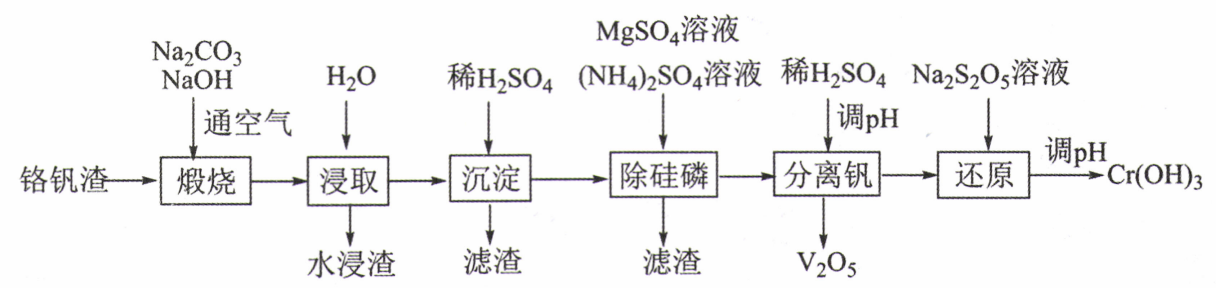 Na₂CO₃
NaOH
通空气
H₂O
稀H₂SO₄
MgSO₄溶液
(NH₄)₂SO₄溶液
稀H₂SO₄
调pH
Na₂S₂O₅溶液
铬钒渣
煅烧
浸取
沉淀
除硅磷
分离钒
还原
调pH
Cr(OH)₃
水浸渣
滤渣
滤渣
V₂O₅